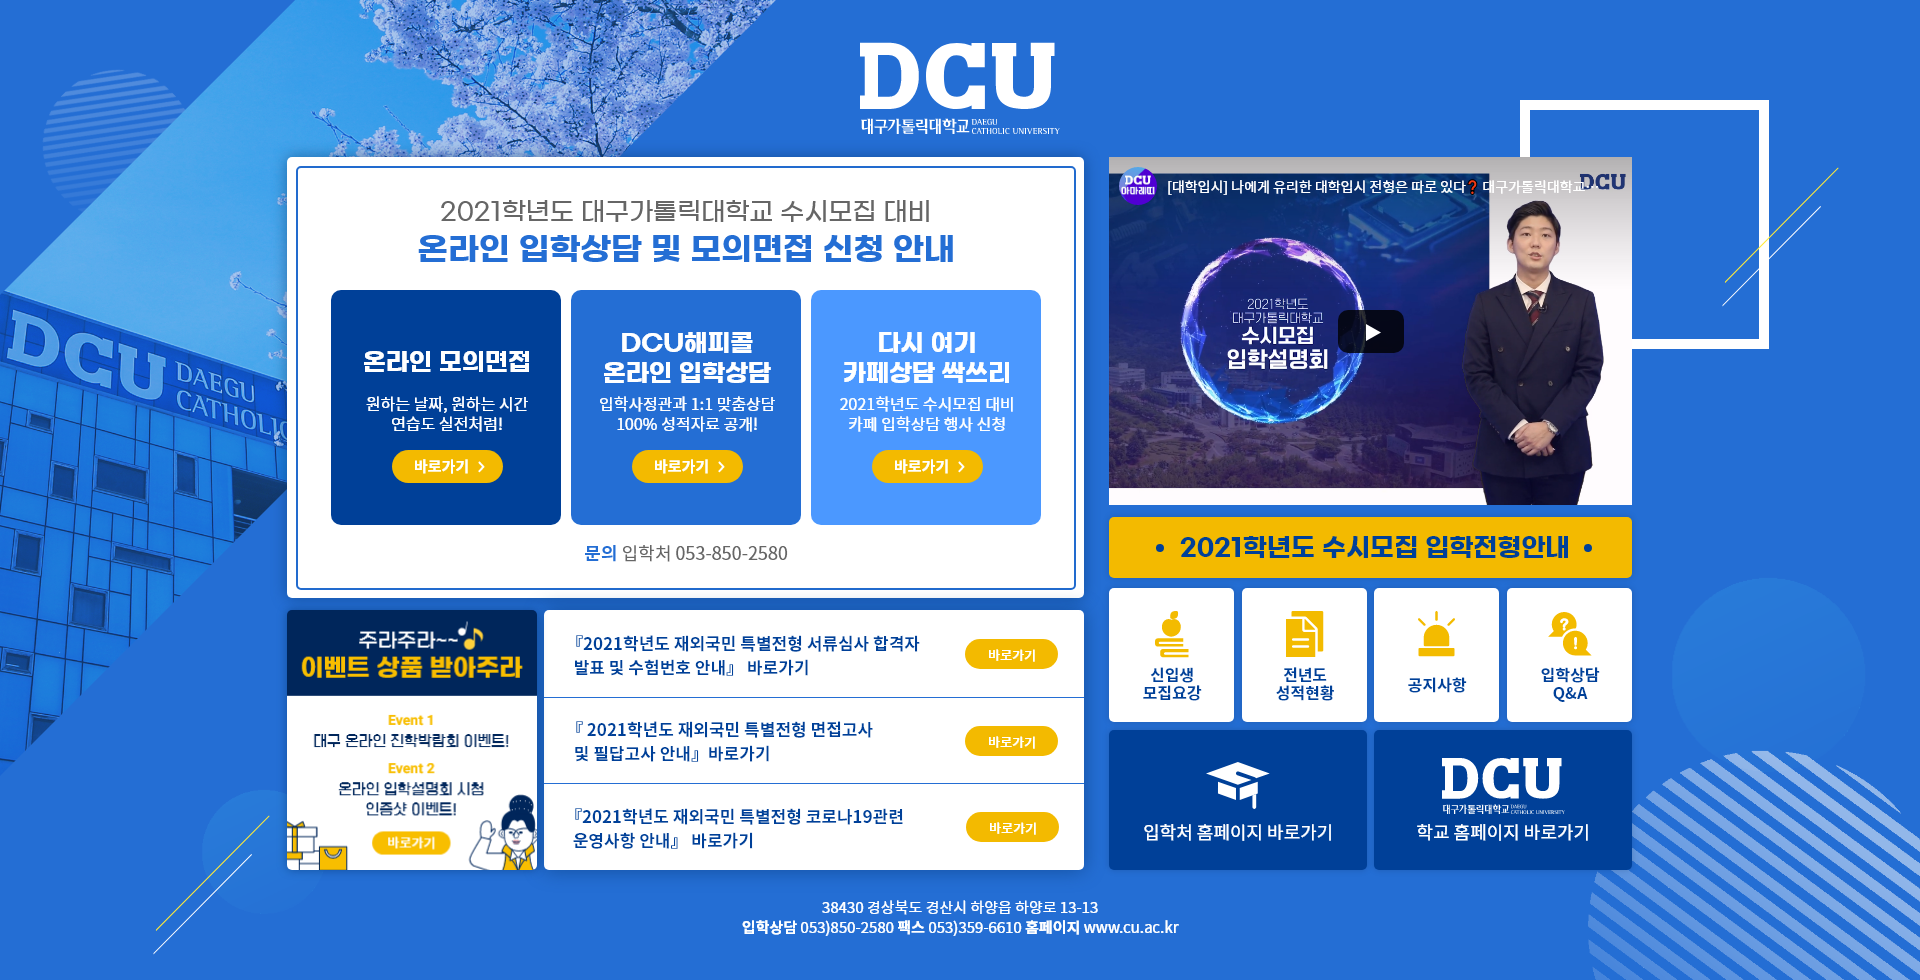 DCU
대구가톨릭대학교 DAEGU CATHOLIC UNIVERSITY
DCU DAEGU
CATHOLIC
2021학년도 대구가톨릭대학교 수시모집 대비
온라인 입학상담 및 모의면접 신청 안내
온라인 모의면접
원하는 날짜, 원하는 시간
연습도 실전처럼!
바로가기
DCU해피콜
온라인 입학상담
입학사정관과 1:1 맞춤상담
100% 성적자료 공개!
바로가기
다시 여기
카페상담 싹쓰리
2021학년도 수시모집 대비
카페 입학상담 행사 신청
바로가기
문의 입학처 053-850-2580
DCU
아마레띠
[대학입시] 나에게 유리한 대학입시 전형은 따로 있다❓ 대구가톨릭대학교...
DCU
2021학년도
대구가톨릭대학교
수시모집
입학설명회
• 2021학년도 수시모집 입학전형안내 •
신입생
모집요강
전년도
성적현황
공지사항
입학상담
Q&A
입학처 홈페이지 바로가기
DCU
대구가톨릭대학교 DAEGU CATHOLIC UNIVERSITY
학교 홈페이지 바로가기
주라주라~~
이벤트 상품 받아주라
Event 1
대구 온라인 진학박람회 이벤트!
Event 2
온라인 입학설명회 시청
인증샷 이벤트!
바로가기
『2021학년도 재외국민 특별전형 서류심사 합격자
발표 및 수험번호 안내』 바로가기
바로가기
『 2021학년도 재외국민 특별전형 면접고사
및 필답고사 안내』 바로가기
바로가기
『2021학년도 재외국민 특별전형 코로나19관련
운영사항 안내』 바로가기
바로가기
38430 경상북도 경산시 하양읍 하양로 13-13
입학상담 053)850-2580 팩스 053)359-6610 홈페이지 www.cu.ac.kr